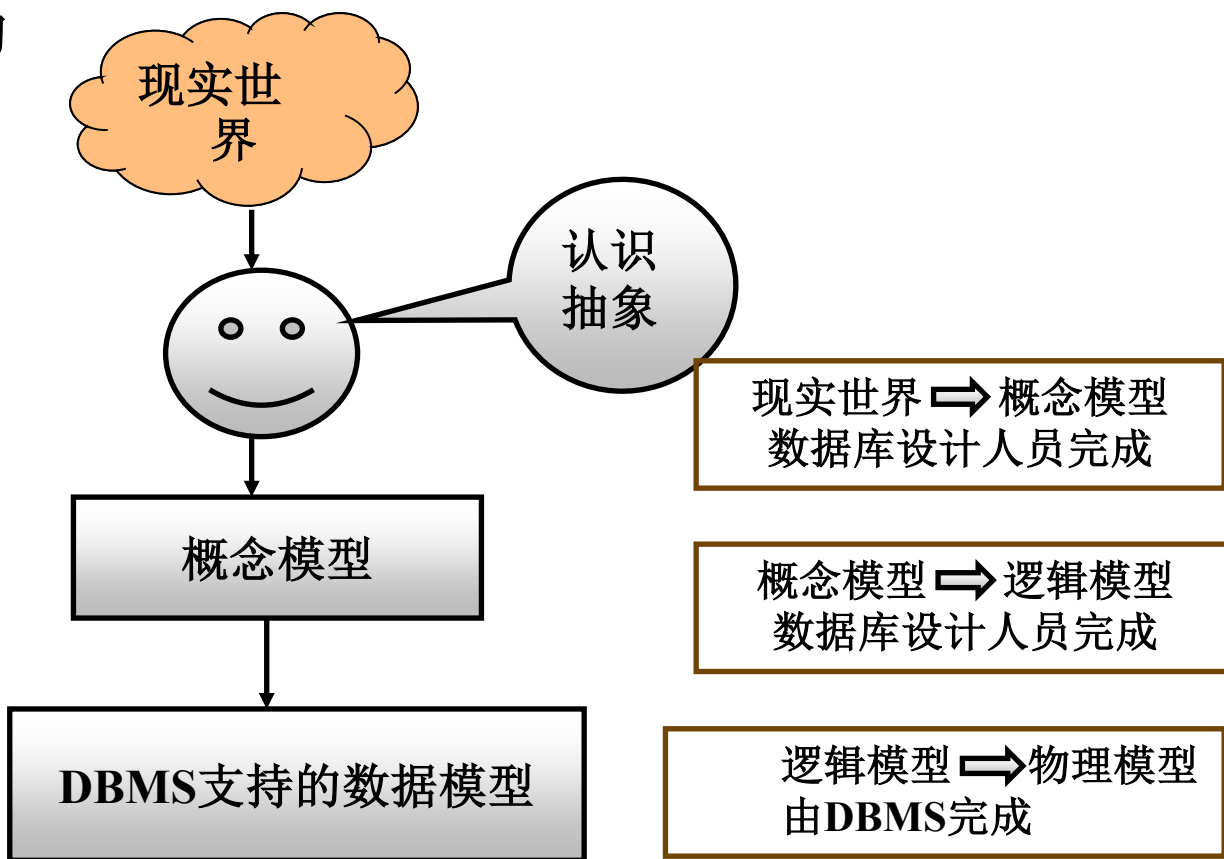 现实世
界
认识
抽象
现实世界 ⇨ 概念模型
数据库设计人员完成
概念模型
概念模型 ⇨ 逻辑模型
数据库设计人员完成
DBMS支持的数据模型
逻辑模型 ⇨ 物理模型
由DBMS完成